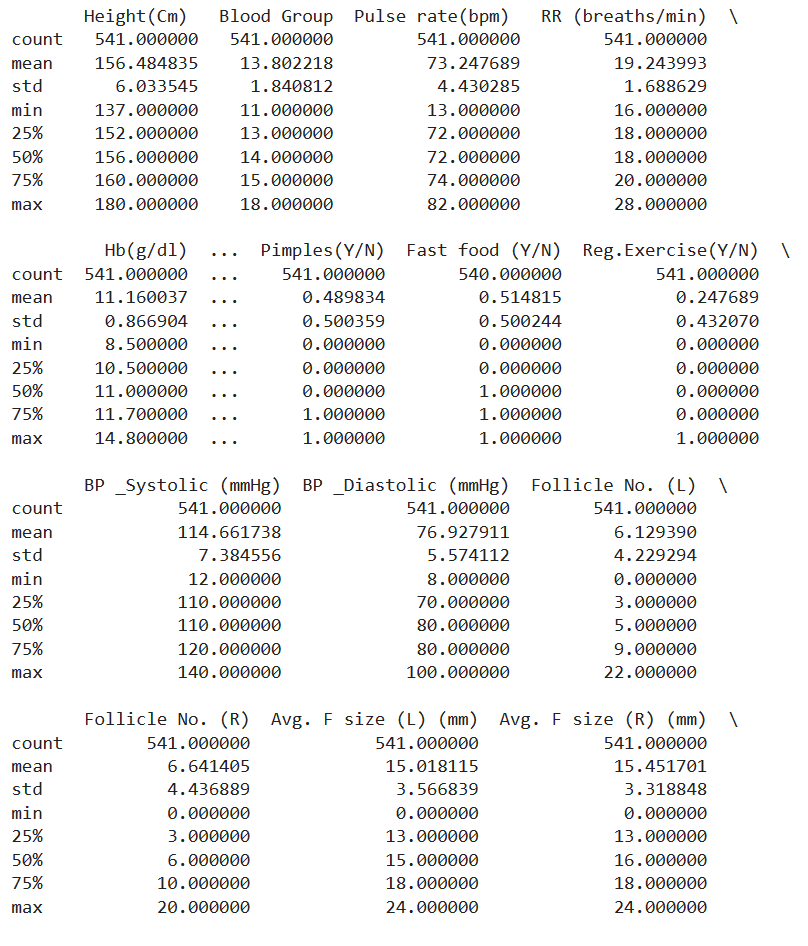 Height(Cm) Blood Group Pulse rate(bpm) RR (breaths/min) \
count 541.000000 541.000000 541.000000 541.000000
mean 156.484835 13.802218 73.247689 19.243993
std 6.033545 1.840812 4.430285 1.688629
min 137.000000 11.000000 13.000000 16.000000
25% 152.000000 13.000000 72.000000 18.000000
50% 156.000000 14.000000 72.000000 18.000000
75% 160.000000 15.000000 74.000000 20.000000
max 180.000000 18.000000 82.000000 28.000000
Hb(g/dl) ... Pimples(Y/N) Fast food (Y/N) Reg.Exercise(Y/N) \
count 541.000000 ... 541.000000 540.000000 541.000000
mean 11.160037 ... 0.489834 0.514815 0.247689
std 0.866904 ... 0.500359 0.500244 0.432070
min 8.500000 ... 0.000000 0.000000 0.000000
25% 10.500000 ... 0.000000 0.000000 0.000000
50% 11.000000 ... 0.000000 1.000000 0.000000
75% 11.700000 ... 1.000000 1.000000 0.000000
max 14.800000 ... 1.000000 1.000000 1.000000
BP _Systolic (mmHg) BP _Diastolic (mmHg) Follicle No. (L) \
count 541.000000 541.000000 541.000000
mean 114.661738 76.927911 6.129390
std 7.384556 5.574112 4.229294
min 12.000000 8.000000 0.000000
25% 110.000000 70.000000 3.000000
50% 110.000000 80.000000 5.000000
75% 120.000000 80.000000 9.000000
max 140.000000 100.000000 22.000000
Follicle No. (R) Avg. F size (L) (mm) Avg. F size (R) (mm) \
count 541.000000 541.000000 541.000000
mean 6.641405 15.018115 15.451701
std 4.436889 3.566839 3.318848
min 0.000000 0.000000 0.000000
25% 3.000000 13.000000 13.000000
50% 6.000000 15.000000 16.000000
75% 10.000000 18.000000 18.000000
max 20.000000 24.000000 24.000000